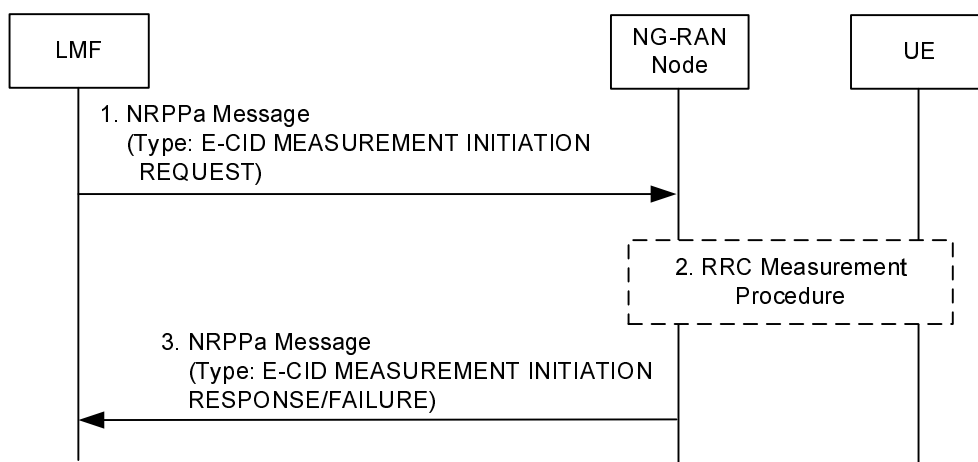 LMF
NG-RAN
Node
UE
1. NRPPa Message
(Type: E-CID MEASUREMENT INITIATION
REQUEST)
2. RRC Measurement
Procedure
3. NRPPa Message
(Type: E-CID MEASUREMENT INITIATION
RESPONSE/FAILURE)